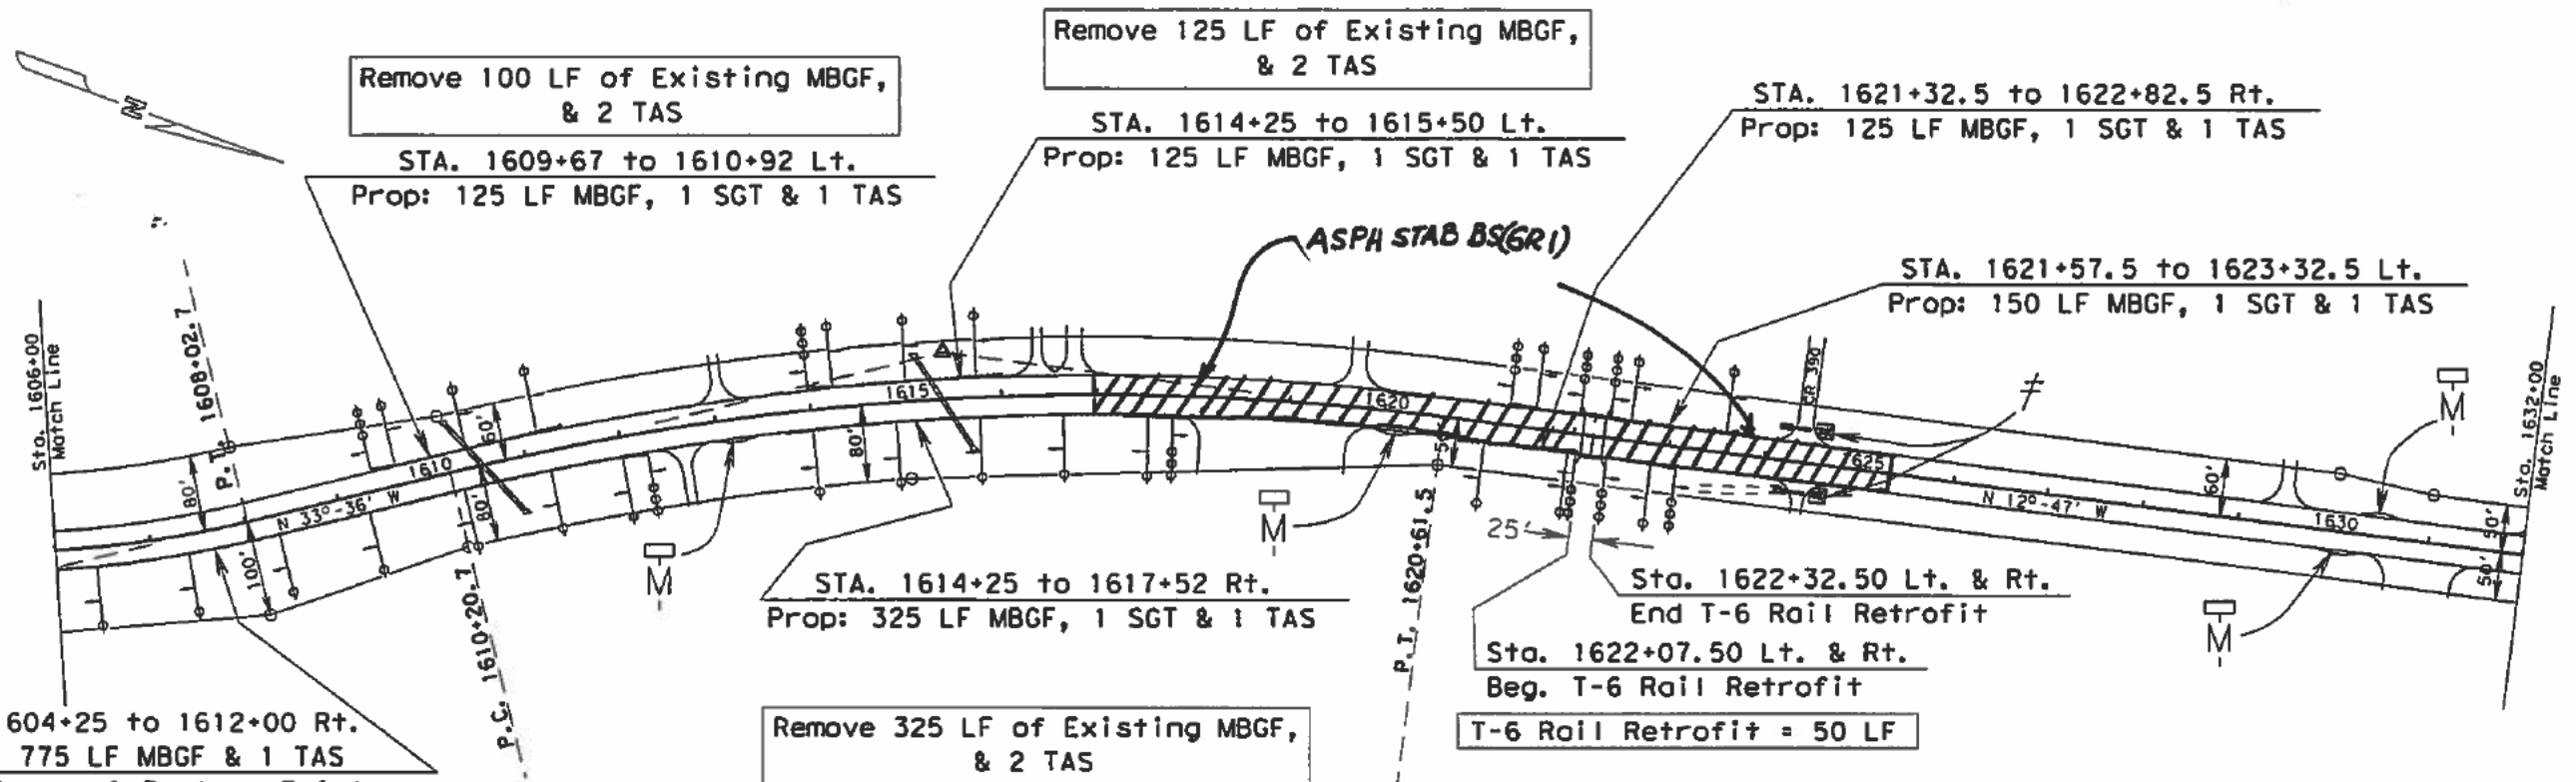 Remove 125 LF of Existing MBGF,
& 2 TAS
Remove 100 LF of Existing MBGF,
& 2 TAS
STA. 1621+32.5 to 1622+82.5 Rt.
Prop: 125 LF MBGF, 1 SGT & 1 TAS
STA. 1614+25 to 1615+50 Lt.
Prop: 125 LF MBGF, 1 SGT & 1 TAS
STA. 1609+67 to 1610+92 Lt.
Prop: 125 LF MBGF, 1 SGT & 1 TAS
N
ASPH STAB BS(GR1)
STA. 1621+57.5 to 1623+32.5 Lt.
Prop: 150 LF MBGF, 1 SGT & 1 TAS
Sta. 1606+00
Match Line
P.T. 1608+02.7
80'
1610
60'
N 33°-36' W
100'
80'
P.C. 1610+20.7
1615
80'
1620
P.T. 1620+61.5
CR 390
1625
N 12°-47' W
60'
1630
50'
50'
Sta. 1632+00
Match Line
M
M
M
M
25'
STA. 1614+25 to 1617+52 Rt.
Prop: 325 LF MBGF, 1 SGT & 1 TAS
Sta. 1622+32.50 Lt. & Rt.
End T-6 Rail Retrofit
Sta. 1622+07.50 Lt. & Rt.
Beg. T-6 Rail Retrofit
T-6 Rail Retrofit = 50 LF
604+25 to 1612+00 Rt.
775 LF MBGF & 1 TAS
Remove 325 LF of Existing MBGF,
& 2 TAS